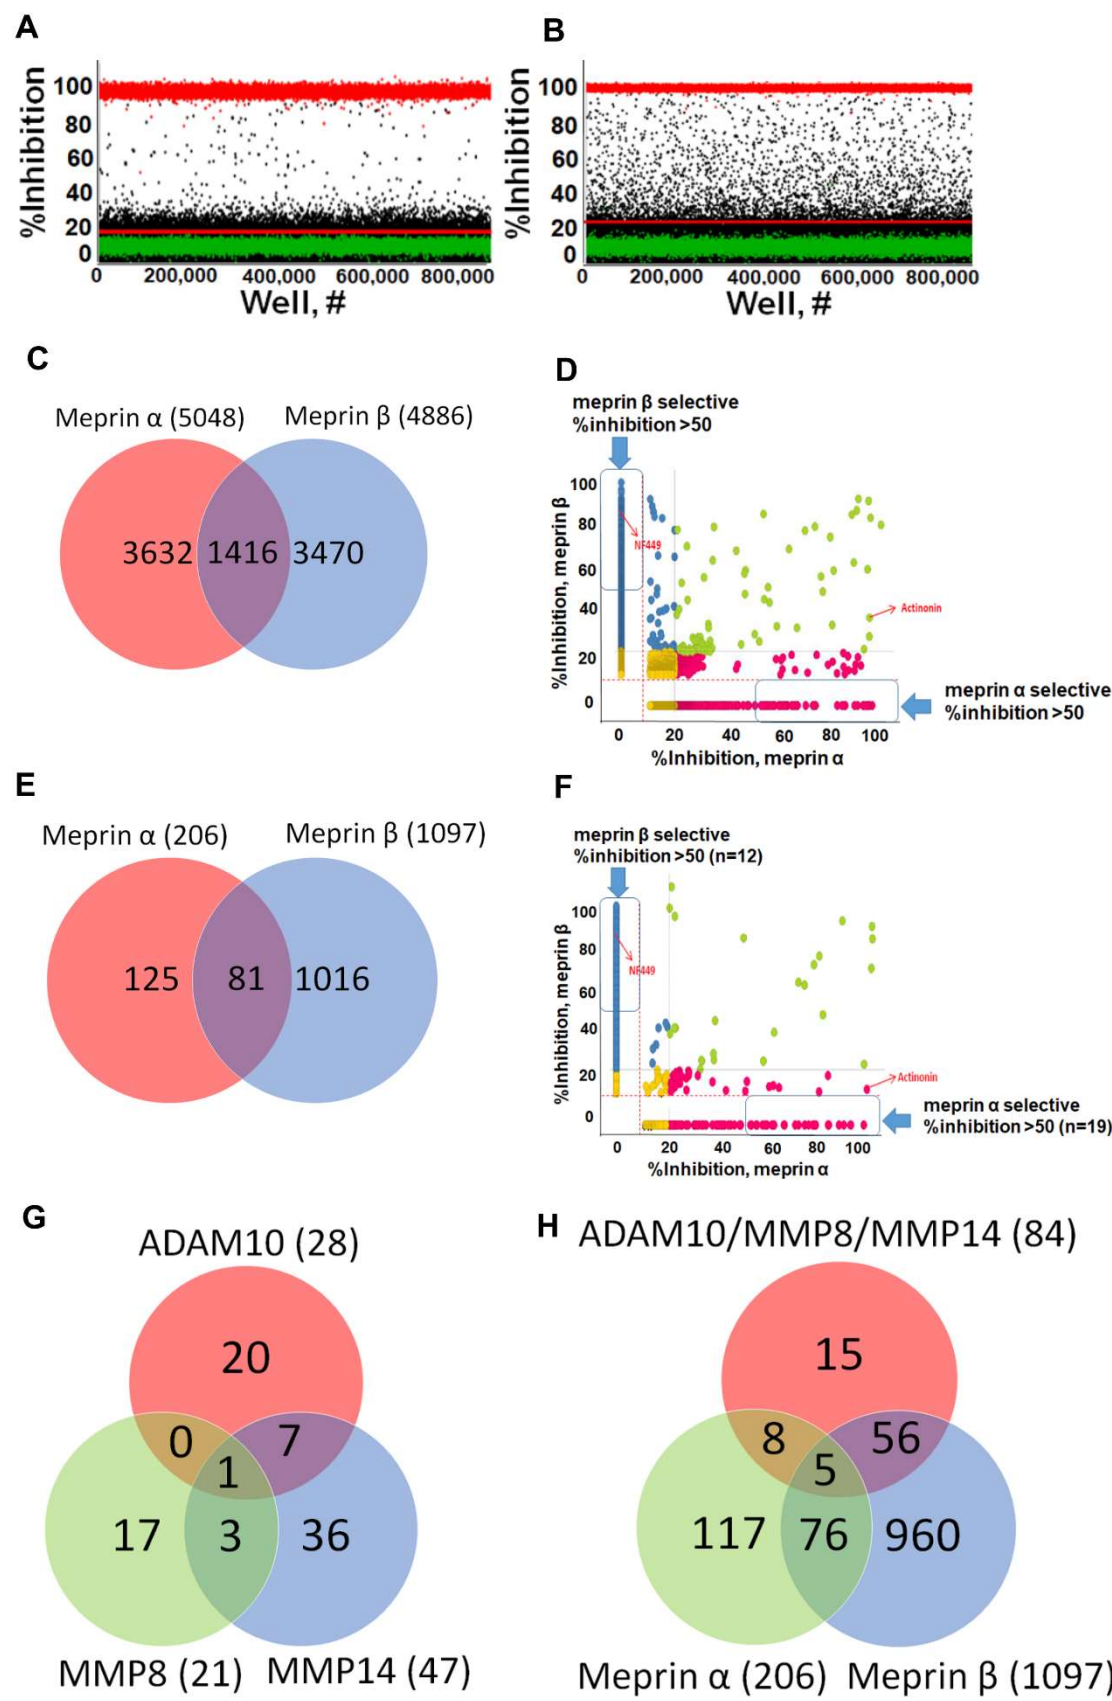 A
%Inhibition
100
80
60
40
20
0
0 200,000 400,000 600,000 800,000
Well, #
B
%Inhibition
100
80
60
40
20
0
0 200,000 400,000 600,000 800,000
Well, #
C
Meprin α (5048) Meprin β (4886)
3632 1416 3470
D
meprin β selective
%inhibition >50
%Inhibition, meprin β
100
80
60
40
20
0
NF449
Actinonin
meprin α selective
%inhibition >50
0 20 40 60 80 100
%Inhibition, meprin α
E
Meprin α (206) Meprin β (1097)
125 81 1016
F
meprin β selective
%inhibition >50 (n=12)
%Inhibition, meprin β
100
80
60
40
20
0
NF449
Actinonin
meprin α selective
%inhibition >50 (n=19)
0 20 40 60 80 100
%Inhibition, meprin α
G
ADAM10 (28)
20
0 7
1
17 3 36
MMP8 (21) MMP14 (47)
H
ADAM10/MMP8/MMP14 (84)
15
8 56
5
117 76 960
Meprin α (206) Meprin β (1097)